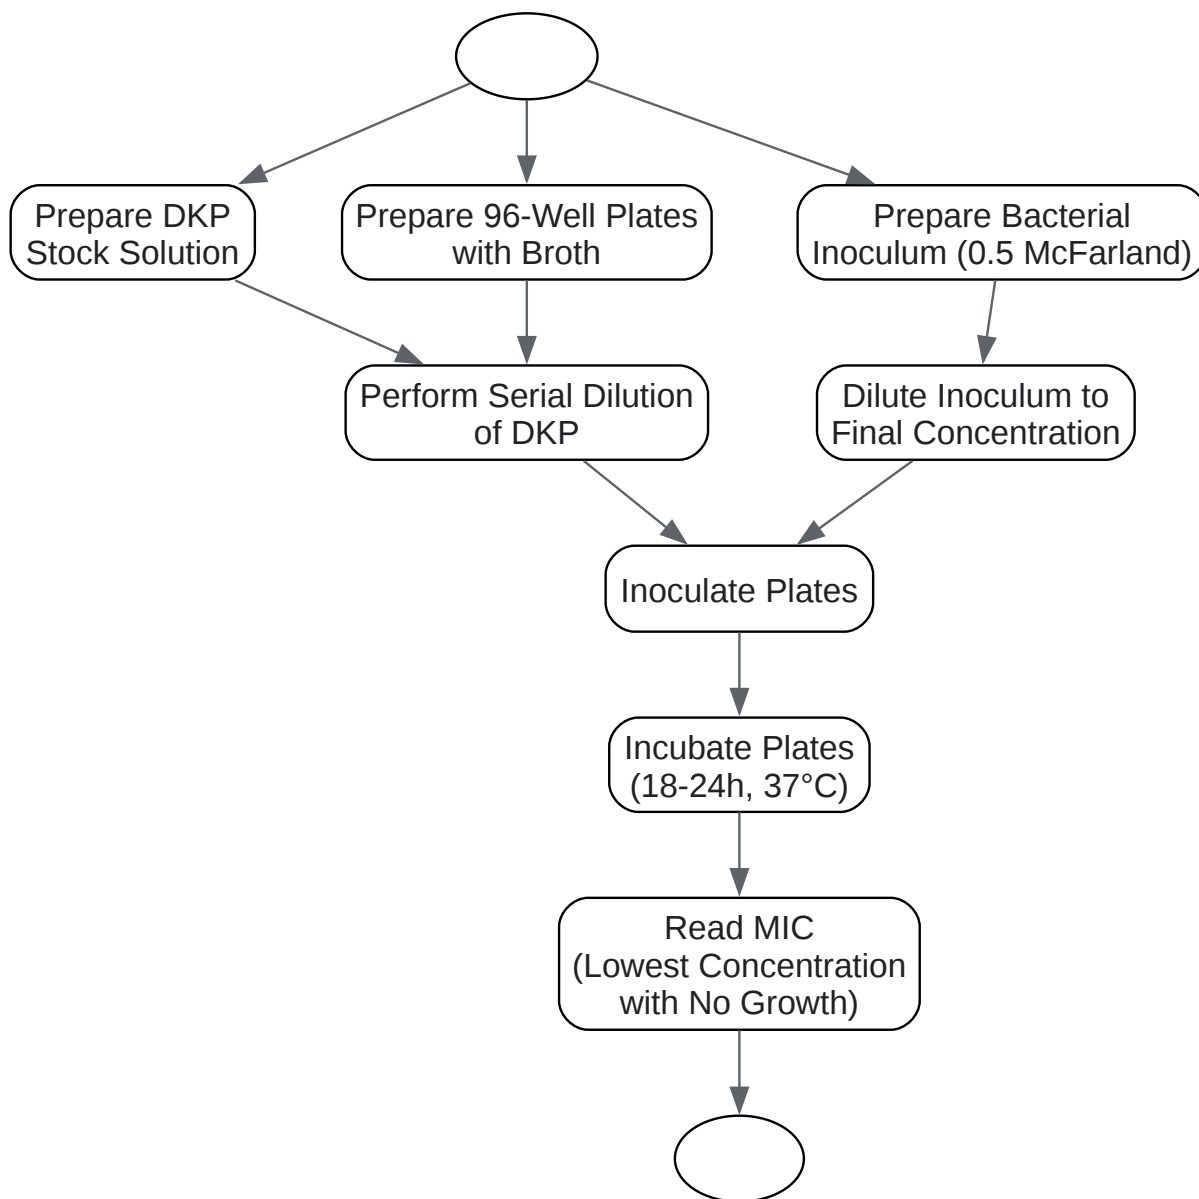 Prepare DKP
Stock Solution
Prepare 96-Well Plates
with Broth
Prepare Bacterial
Inoculum (0.5 McFarland)
Perform Serial Dilution
of DKP
Dilute Inoculum to
Final Concentration
Inoculate Plates
Incubate Plates
(18-24h, 37°C)
Read MIC
(Lowest Concentration
with No Growth)